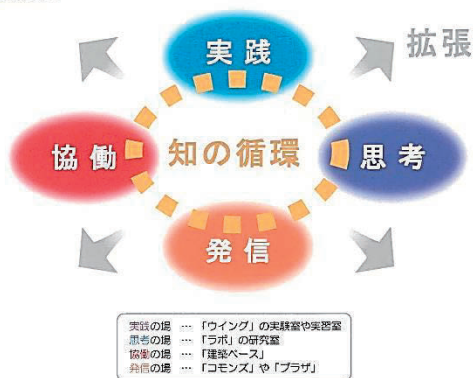 実践
拡張
協働
知の循環
思考
発信
実践の場 … 「ウイング」の実験室や実習室
思考の場 … 「ラボ」の研究室
協働の場 … 「建築ベース」
発信の場 … 「コモンズ」や「プラザ」